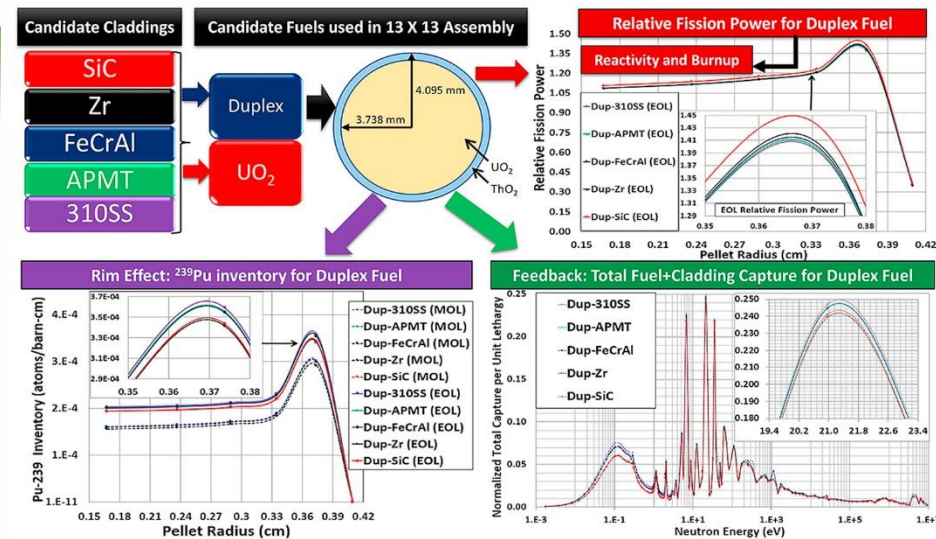 Candidate Claddings
Candidate Fuels used in 13 X 13 Assembly
SiC
Zr
FeCrAl
APMT
310SS
Duplex
UO₂
4.095 mm
3.738 mm
UO₂
ThO₂
Relative Fission Power for Duplex Fuel
Reactivity and Burnup
Relative Fission Power
1.50
1.35
1.20
1.05
0.90
0.75
0.60
0.45
0.30
0.15
0.00
Dup-310SS (EOL)
Dup-APMT (EOL)
Dup-FeCrAl (EOL)
Dup-Zr (EOL)
Dup-SiC (EOL)
1.45
1.43
1.41
1.39
1.37
1.35
1.33
1.31
1.29
0.35 0.36 0.37 0.38
EOL Relative Fission Power
0.15 0.18 0.21 0.24 0.27 0.30 0.33 0.36 0.39 0.42
Pellet Radius (cm)
Rim Effect: ²³⁹Pu inventory for Duplex Fuel
Pu-239 Inventory (atoms/barn-cm)
4.E-4
3.E-4
2.E-4
1.E-4
1.E-11
3.7E-04
3.5E-04
3.3E-04
3.1E-04
2.9E-04
0.35 0.36 0.37 0.38
Dup-310SS (MOL)
Dup-APMT (MOL)
Dup-FeCrAl (MOL)
Dup-Zr (MOL)
Dup-SiC (MOL)
Dup-310SS (EOL)
Dup-APMT (EOL)
Dup-FeCrAl (EOL)
Dup-Zr (EOL)
Dup-SiC (EOL)
0.15 0.18 0.21 0.24 0.27 0.3 0.33 0.36 0.39 0.42
Pellet Radius (cm)
Feedback: Total Fuel+Cladding Capture for Duplex Fuel
Normalized Total Capture per Unit Lethargy
0.25
0.20
0.15
0.10
0.05
0.00
Dup-310SS
Dup-APMT
Dup-FeCrAl
Dup-Zr
Dup-SiC
0.250
0.240
0.230
0.220
0.210
0.200
0.190
0.180
19.4 20.2 21.0 21.8 22.6 23.4
1.E-3 1.E-1 1.E+1 1.E+3 1.E+5
Neutron Energy (eV)